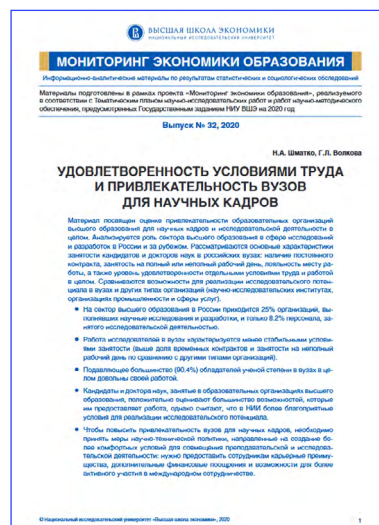 ВЫСШАЯ ШКОЛА ЭКОНОМИКИ
НАЦИОНАЛЬНЫЙ ИССЛЕДОВАТЕЛЬСКИЙ УНИВЕРСИТЕТ
МОНИТОРИНГ ЭКОНОМИКИ ОБРАЗОВАНИЯ
Информационно-аналитические материалы по результатам статистических и социологических обследований
Материалы подготовлены в рамках проекта «Мониторинг экономики образования», реализуемого
в соответствии с Тематическим планом научно-исследовательских работ и работ научно-методического
обеспечения, предусмотренных Государственным заданием НИУ ВШЭ на 2020 год
Выпуск № 32, 2020
Н.А. Шматко, Г.Л. Волкова
УДОВЛЕТВОРЕННОСТЬ УСЛОВИЯМИ ТРУДА
И ПРИВЛЕКАТЕЛЬНОСТЬ ВУЗОВ
ДЛЯ НАУЧНЫХ КАДРОВ
Материал посвящен оценке привлекательности образовательных организаций
высшего образования для научных кадров и исследовательской деятельности в
целом. Анализируется роль сектора высшего образования в сфере исследований
и разработок в России и за рубежом. Рассматриваются основные характеристики
занятости кандидатов и докторов наук в российских вузах: наличие постоянного
контракта, занятость на полный или неполный рабочий день, лояльность месту ра-
боты, а также уровень удовлетворенности отдельными условиями труда и работой
в целом. Сравниваются возможности для реализации исследовательского потен-
циала в вузах и других типах организаций (научно-исследовательских институтах,
организациях промышленности и сферы услуг).
• На сектор высшего образования в России приходится 25% организаций, вы-
полнявших научные исследования и разработки, и только 8.2% персонала, за-
нятого исследовательской деятельностью.
• Работа исследователей в вузах характеризуется менее стабильными услови-
ями занятости (выше доля временных контрактов и занятости на неполный
рабочий день по сравнению с другими типами организаций).
• Подавляющее большинство (90.4%) обладателей ученой степени в вузах в це-
лом довольны своей работой.
• Кандидаты и доктора наук, занятые в образовательных организациях высшего
образования, положительно оценивают большинство возможностей, которые
им предоставляет работа, однако считают, что в НИИ более благоприятные
условия для реализации исследовательского потенциала.
• Чтобы повысить привлекательность вузов для научных кадров, необходимо
принять меры научно-технической политики, направленные на создание бо-
лее комфортных условий для совмещения преподавательской и исследова-
тельской деятельности: нужно предоставить сотрудникам карьерные преиму-
щества, дополнительные финансовые поощрения и возможности для более
активного участия в международном сотрудничестве.
© Национальный исследовательский университет «Высшая школа экономики», 2020 1